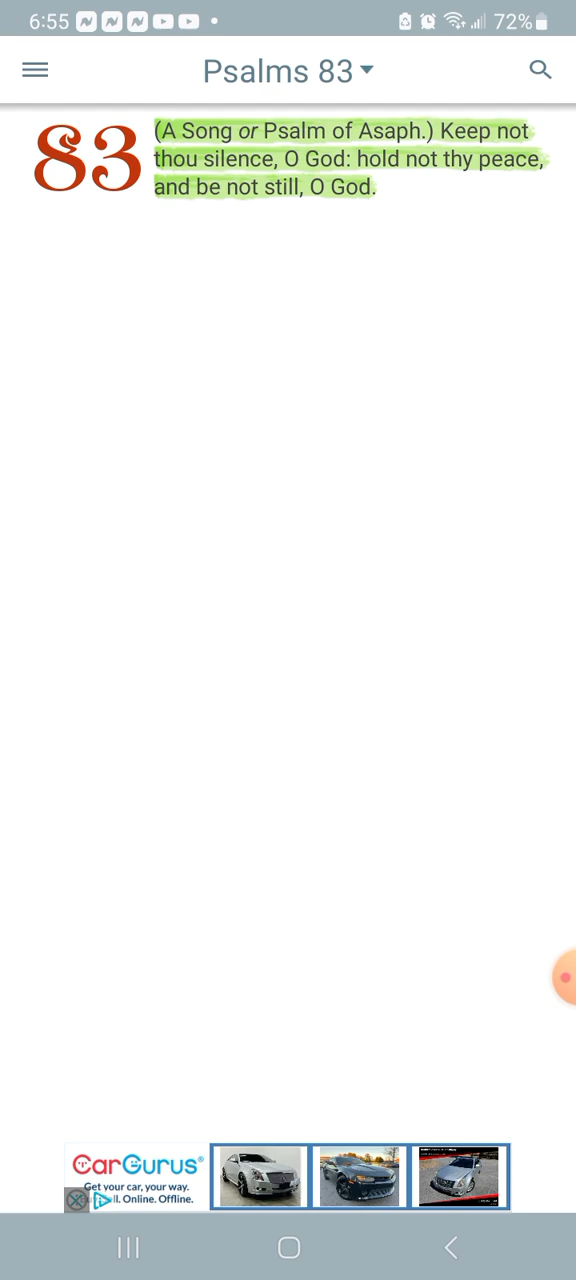 6:55 72%
Psalms 83
83 (A Song or Psalm of Asaph.) Keep not
thou silence, O God: hold not thy peace,
and be not still, O God.
CarGurus®
Get your car, your way.
ll. Online. Offline.